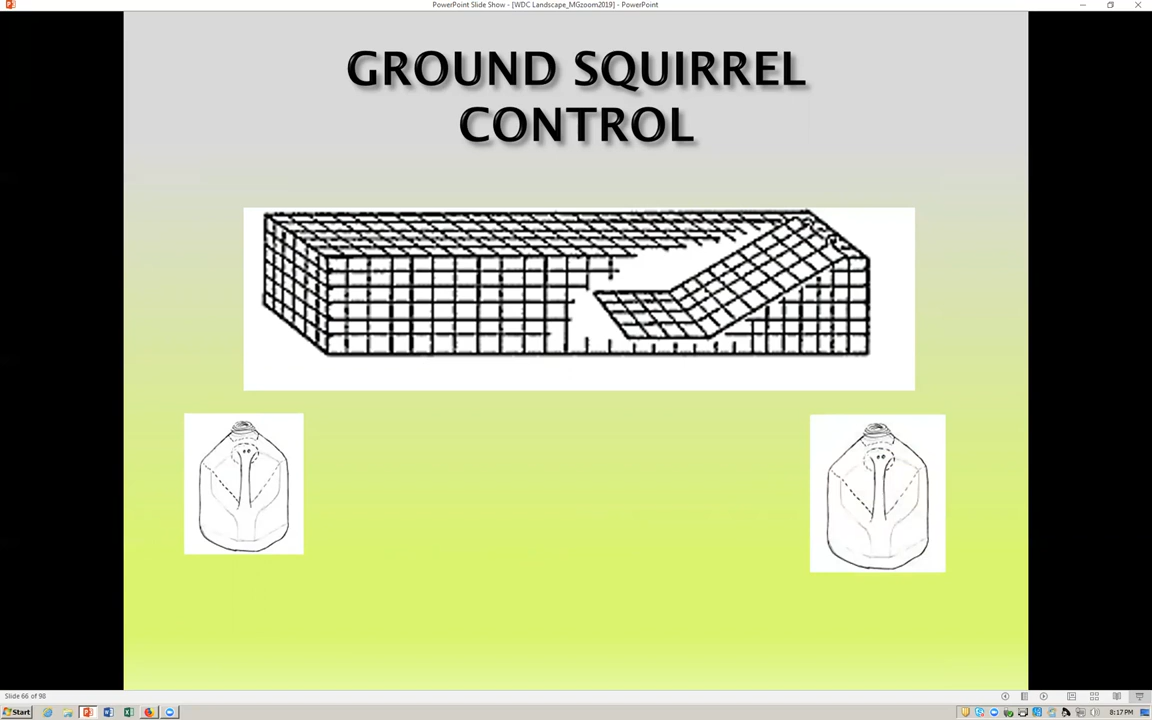 PowerPoint Slide Show - [WDC Landscape_MGzoom2019] - PowerPoint
GROUND SQUIRREL
CONTROL
Slide 66 of 98
Start
8:17 PM